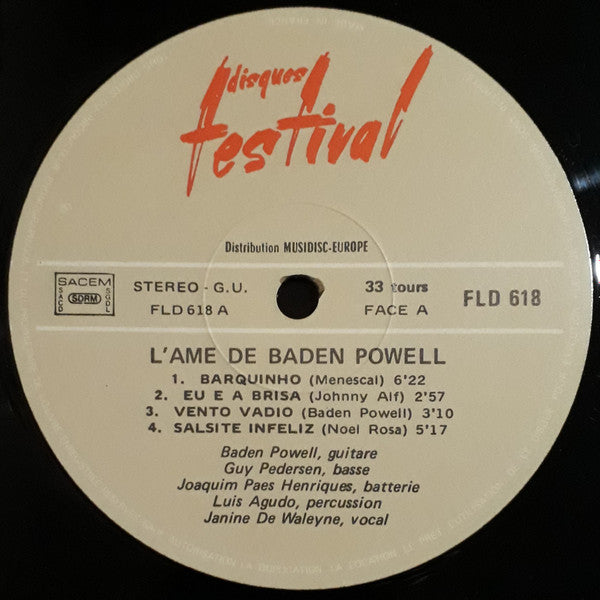 disques
festival
Distribution MUSIDISC-EUROPE
SACEM
SACD
SDRM
SGDL
STEREO - G.U.
33 tours
FLD 618 A
FACE A
FLD 618
L'AME DE BADEN POWELL
1. BARQUINHO (Menescal) 6'22
2. EU E A BRISA (Johnny Alf) 2'57
3. VENTO VADIO (Baden Powell) 3'10
4. SALSITE INFELIZ (Noel Rosa) 5'17
Baden Powell, guitare
Guy Pedersen, basse
Joaquim Paes Henriques, batterie
Luis Agudo, percussion
Janine De Waleyne, vocal